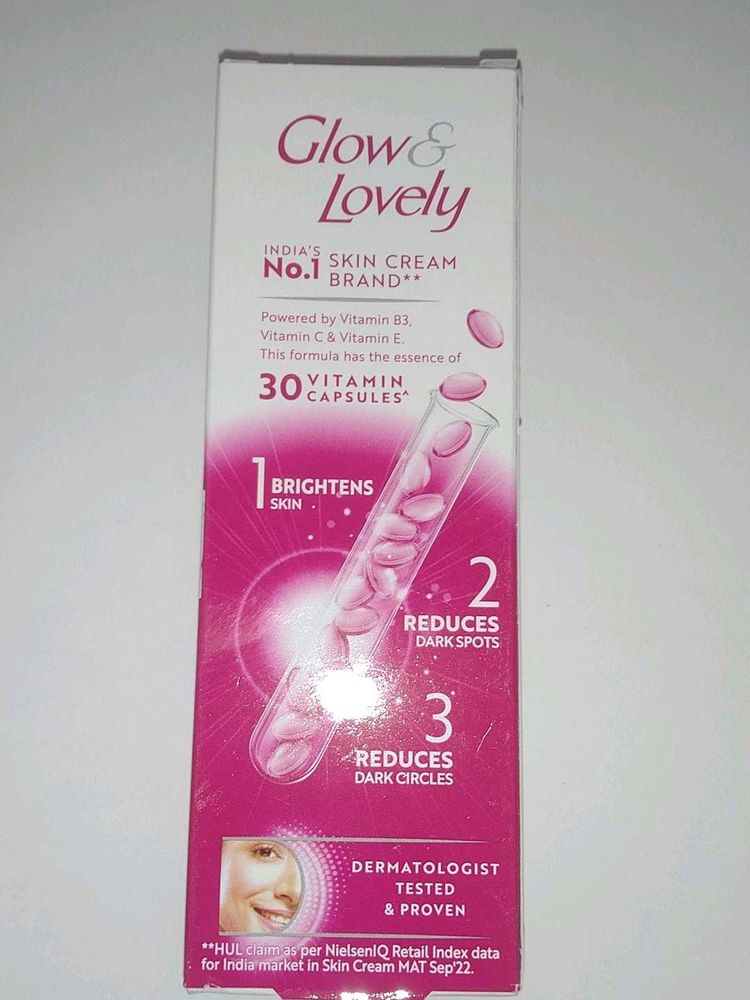 Glow &
Lovely
INDIA'S
No.1 SKIN CREAM
BRAND**
Powered by Vitamin B3,
Vitamin C & Vitamin E.
This formula has the essence of
30 VITAMIN
CAPSULES^
1 BRIGHTENS
SKIN
2
REDUCES
DARK SPOTS
3
REDUCES
DARK CIRCLES
DERMATOLOGIST
TESTED
& PROVEN
**HUL claim as per NielsenIQ Retail Index data
for India market in Skin Cream MAT Sep'22.